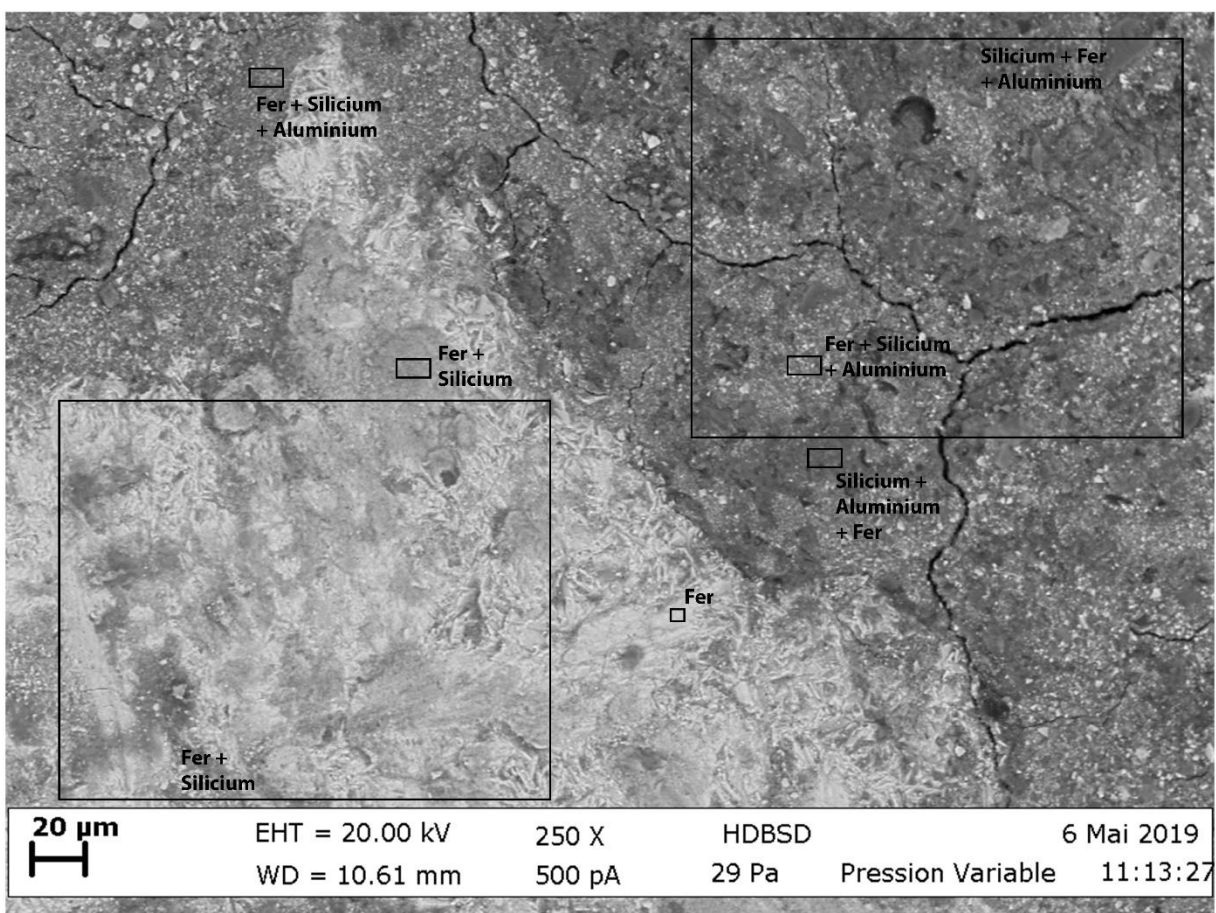 Silicium + Fer
+ Aluminium
Fer + Silicium
+ Aluminium
Fer +
Silicium
Fer + Silicium
+ Aluminium
Silicium +
Aluminium
+ Fer
Fer
Fer +
Silicium
20 µm
EHT = 20.00 kV
250 X
HDBSD
6 Mai 2019
WD = 10.61 mm
500 pA
29 Pa
Pression Variable
11:13:27